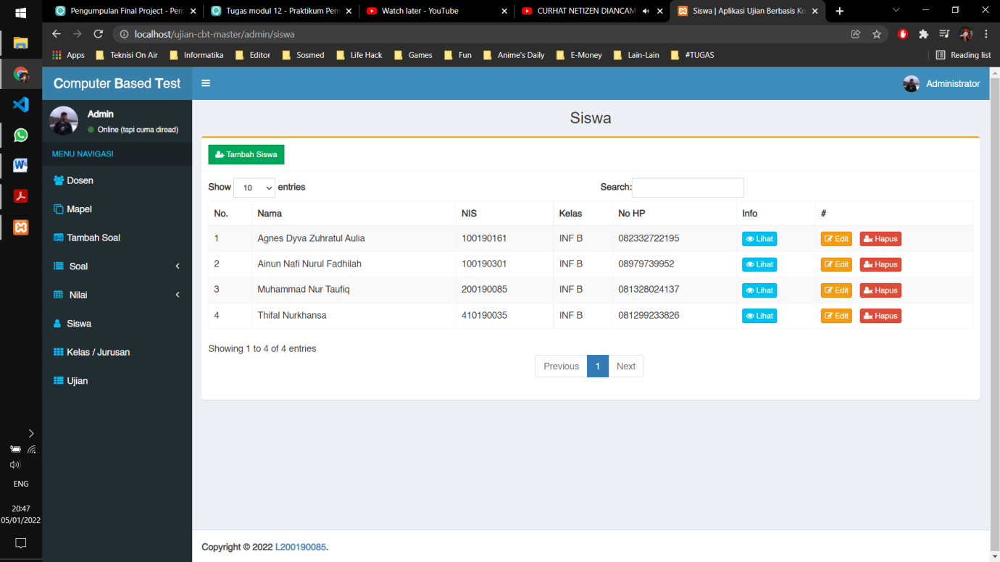 Pengumpulan Final Project - Pem
Tugas modul 12 - Praktikum Pem
Watch later - YouTube
CURHAT NETIZEN DIANCAM
Siswa | Aplikasi Ujian Berbasis Ko
localhost/ujian-cbt-master/admin/siswa
Apps Teknisi On Air Informatika Editor Sosmed Life Hack Games Fun Anime's Daily E-Money Lain-Lain #TUGAS Reading list
Computer Based Test
Administrator
Admin
Online (tapi cuma diread)
MENU NAVIGASI
Dosen
Mapel
Tambah Soal
Soal
Nilai
Siswa
Kelas / Jurusan
Ujian
Siswa
Tambah Siswa
Show 10 entries Search:
No. Nama NIS Kelas No HP Info #
1 Agnes Dyva Zuhratul Aulia 100190161 INF B 082332722195 Lihat Edit Hapus
2 Ainun Nafi Nurul Fadhilah 100190301 INF B 08979739952 Lihat Edit Hapus
3 Muhammad Nur Taufiq 200190085 INF B 081328024137 Lihat Edit Hapus
4 Thifal Nurkhansa 410190035 INF B 081299233826 Lihat Edit Hapus
Showing 1 to 4 of 4 entries
Previous 1 Next
Copyright © 2022 L200190085.
ENG
20:47
05/01/2022